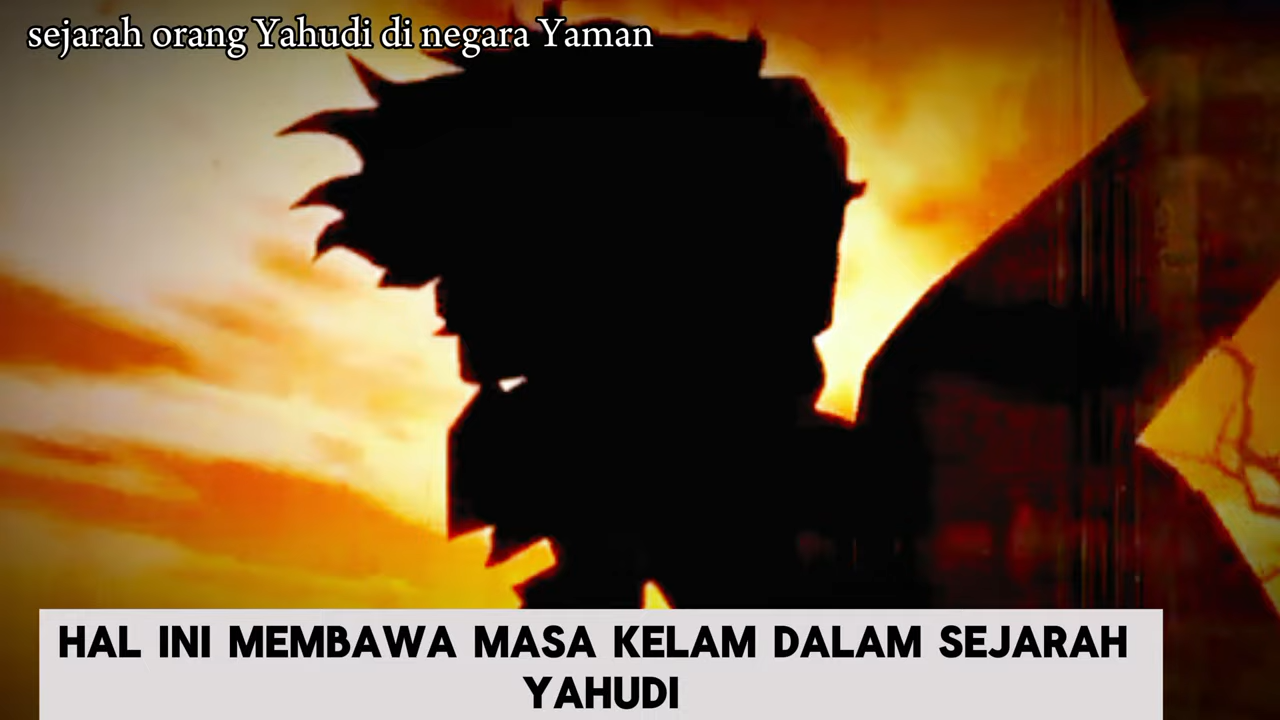 sejarah orang Yahudi di negara Yaman
HAL INI MEMBAWA MASA KELAM DALAM SEJARAH
YAHUDI